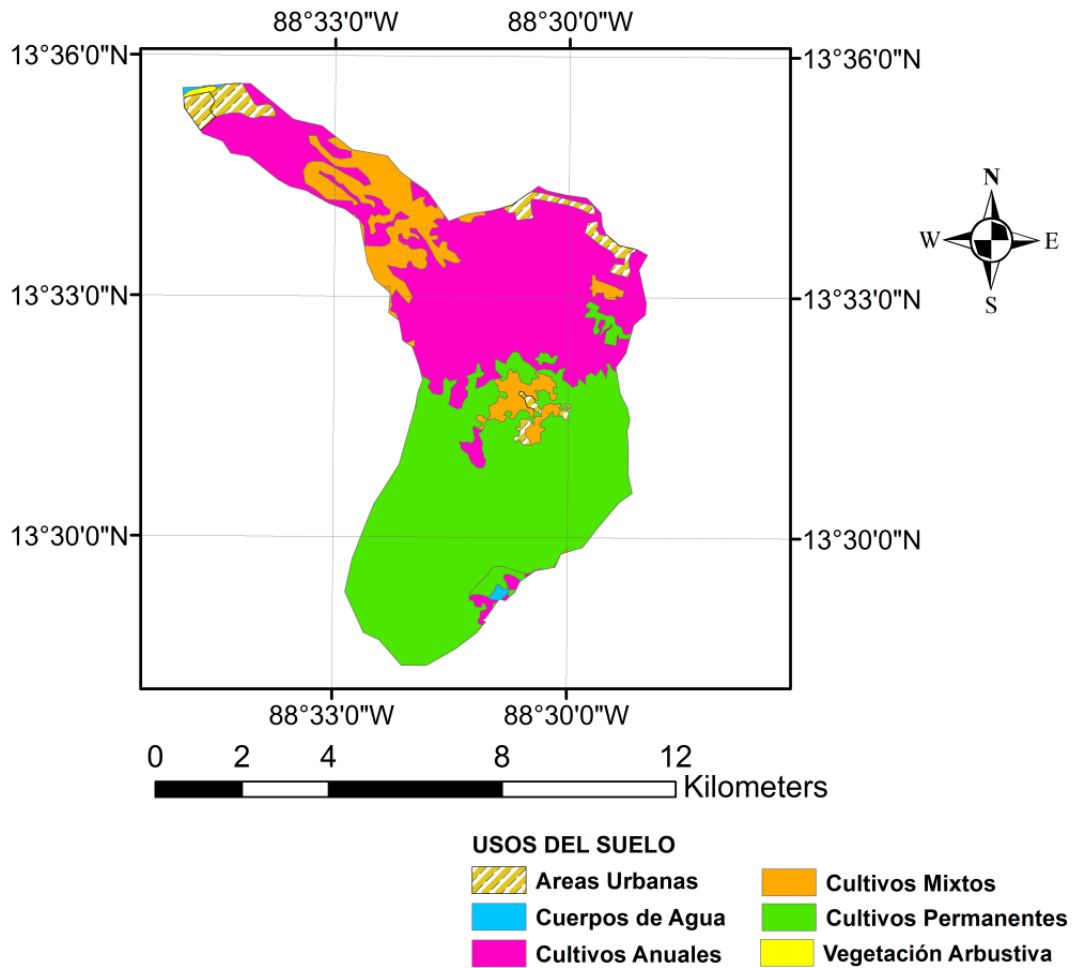 88°33'0"W 88°30'0"W
13°36'0"N 13°36'0"N
N
W E
S
13°33'0"N 13°33'0"N
13°30'0"N 13°30'0"N
88°33'0"W 88°30'0"W
0 2 4 8 12
Kilometers
USOS DEL SUELO
Areas Urbanas
Cuerpos de Agua
Cultivos Anuales
Cultivos Mixtos
Cultivos Permanentes
Vegetación Arbustiva